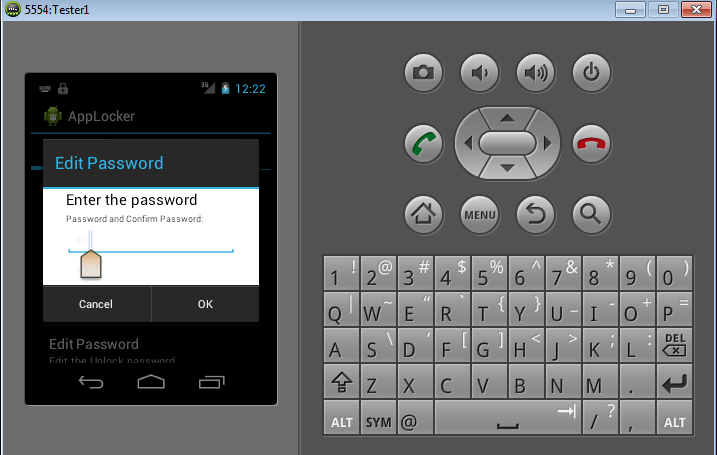 5554:Tester1
3G 12:22
AppLocker
Edit Password
Enter the password
Password and Confirm Password:
Cancel OK
Edit Password
Edit the Unlock password
MENU
1 ! 2 @ 3 # 4 $ 5 % 6 ^ 7 & 8 * 9 ( 0 )
Q | W ~ E “ R ` T { Y } U _ I - O + P =
A S \ D ‘ F [ G ] H < J > K ; L : DEL
Z X C V B N M .
ALT SYM @ / ? , ALT